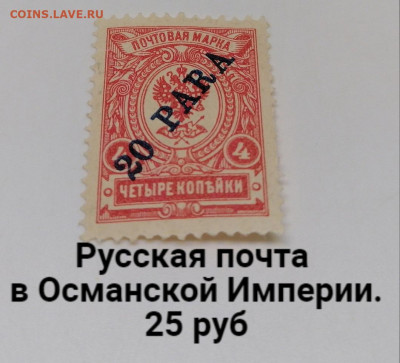 COINS.LAVE.RU
ПОЧТОВАЯ МАРКА
20 PARA
4 4
ЧЕТЫРЕ КОПѢЙКИ
Русская почта
в Османской Империи.
25 руб